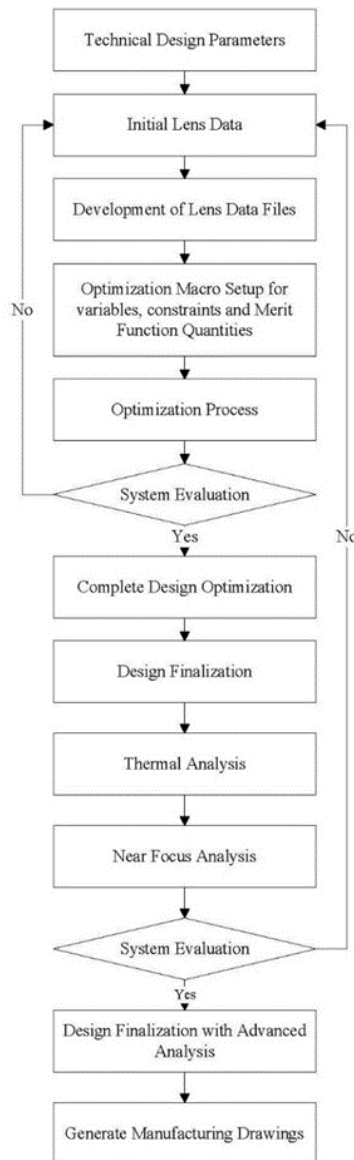 Technical Design Parameters
Initial Lens Data
Development of Lens Data Files
No
Optimization Macro Setup for
variables, constraints and Merit
Function Quantities
Optimization Process
System Evaluation
Yes
No
Complete Design Optimization
Design Finalization
Thermal Analysis
Near Focus Analysis
System Evaluation
Yes
Design Finalization with Advanced
Analysis
Generate Manufacturing Drawings